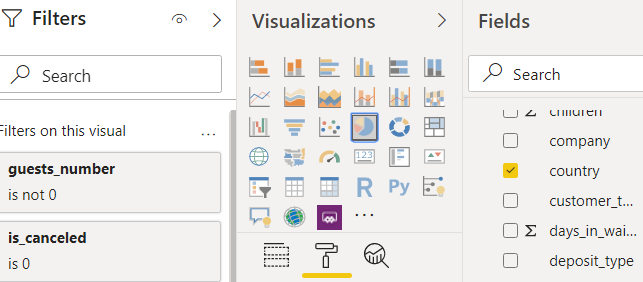 Filters
Search
Filters on this visual
...
guests_number
is not 0
is_canceled
is 0
Visualizations
123
R
Py
...
Fields
Search
children
company
country
customer_t...
Σ days_in_wai...
deposit_type